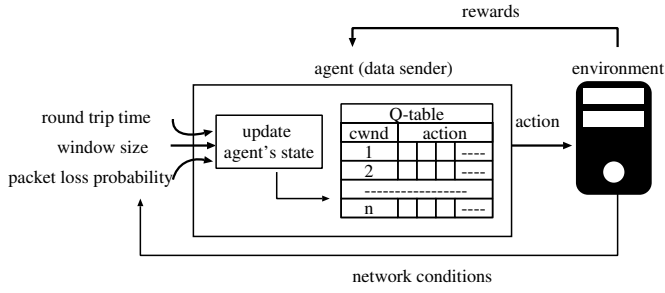 rewards
agent (data sender)
environment
round trip time
window size
packet loss probability
update
agent's state
Q-table
cwnd action
1 ----
2 ----
------------------
n ----
action
network conditions